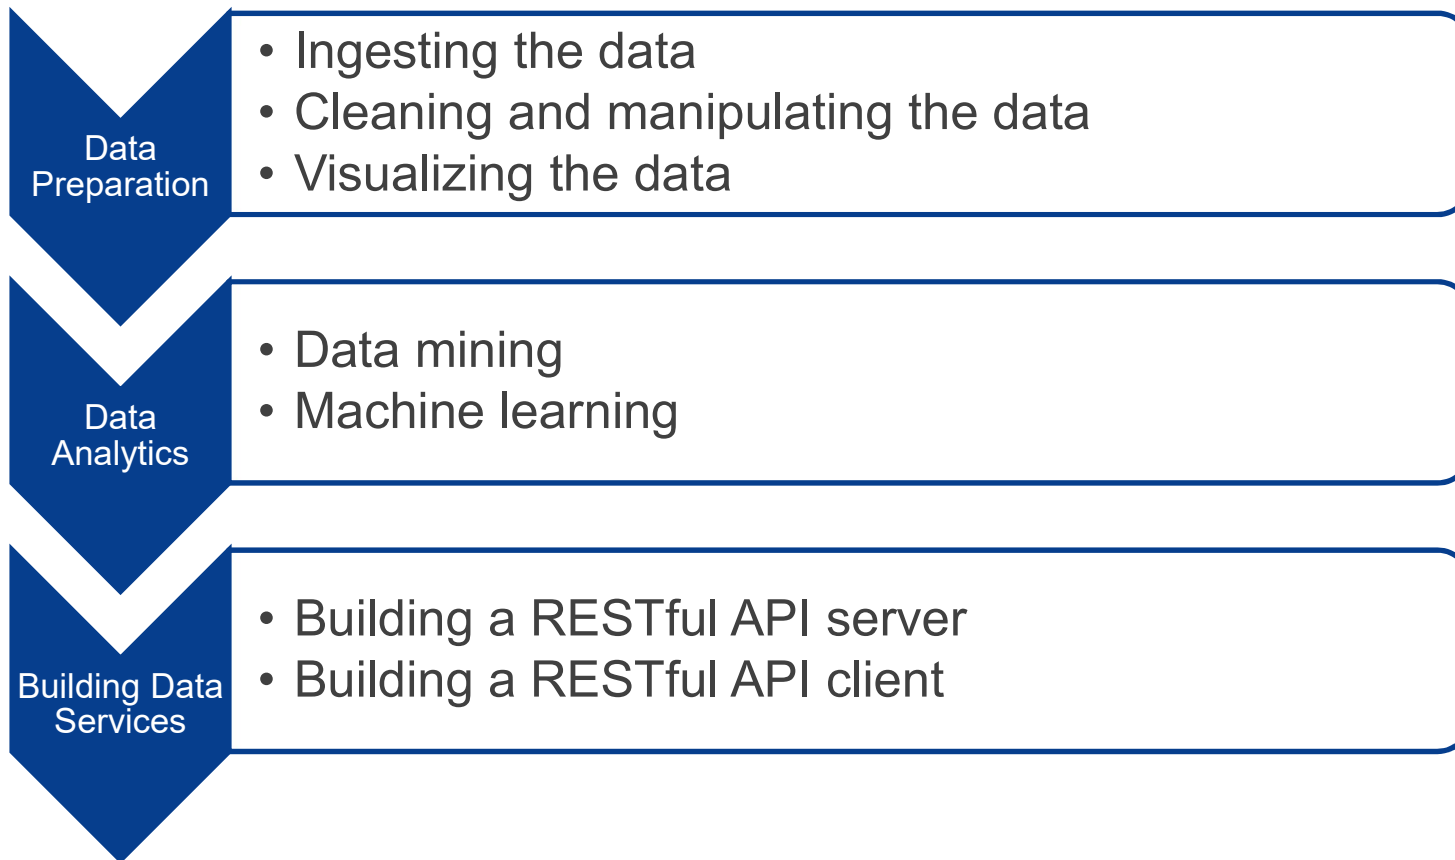 Data
Preparation
• Ingesting the data
• Cleaning and manipulating the data
• Visualizing the data
Data
Analytics
• Data mining
• Machine learning
Building Data
Services
• Building a RESTful API server
• Building a RESTful API client